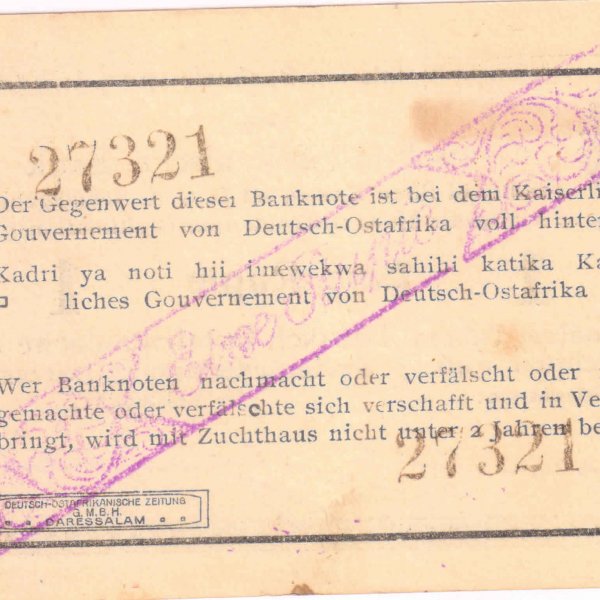 27321
Der Gegenwert dieser Banknote ist bei dem Kaiserli
Gouvernement von Deutsch-Ostafrika voll hinter
Kadri ya noti hii imewekwa sahihi katika Ka
liches Gouvernement von Deutsch-Ostafrika
Eine Rupie
Wer Banknoten nachmacht oder verfälscht oder
gemachte oder verfälschte sich verschafft und in Ve
bringt, wird mit Zuchthaus nicht unter 2 Jahren be
27321
DEUTSCH-OSTAFRIKANISCHE ZEITUNG
G.M.B.H.
DARESSALAM